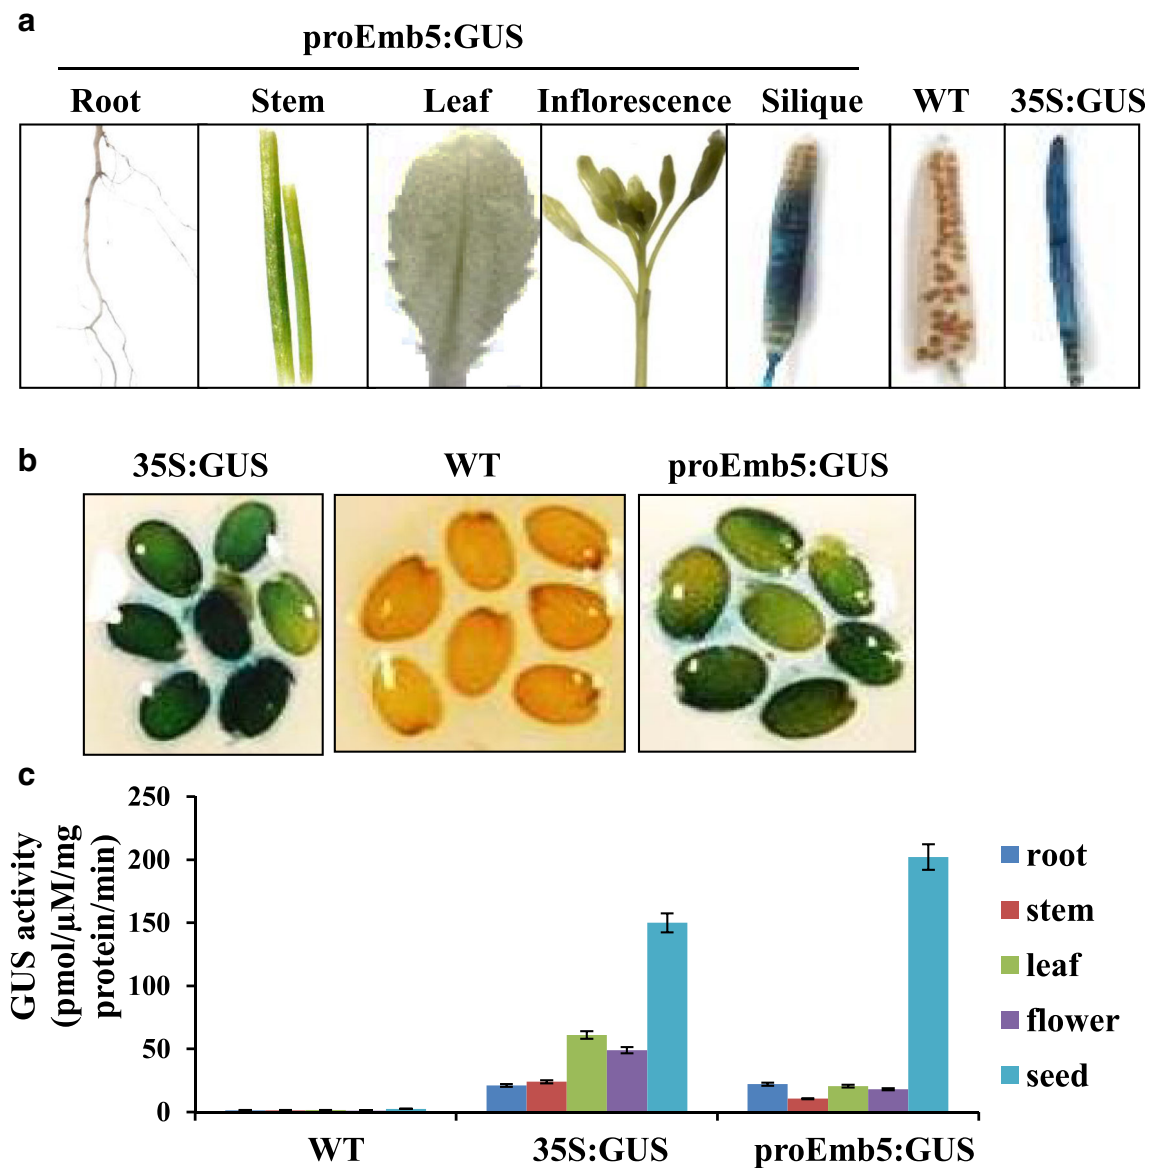 a
proEmb5:GUS
Root Stem Leaf Inflorescence Silique WT 35S:GUS
b
35S:GUS WT proEmb5:GUS
c
GUS activity
(pmol/μM/mg
protein/min)
250
200
150
100
50
0
WT 35S:GUS proEmb5:GUS
root
stem
leaf
flower
seed